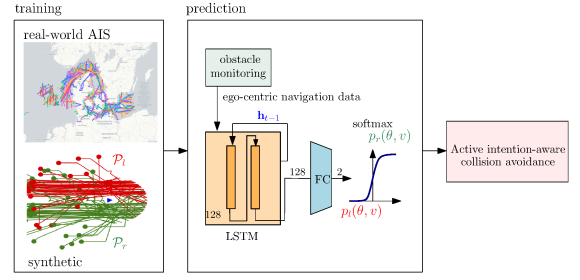 training
real-world AIS
𝒫_l
𝒫_r
synthetic
prediction
obstacle
monitoring
ego-centric navigation data
h_{t−1}
128
LSTM
128
FC
2
softmax
p_r(θ, v)
p_l(θ, v)
Active intention-aware
collision avoidance